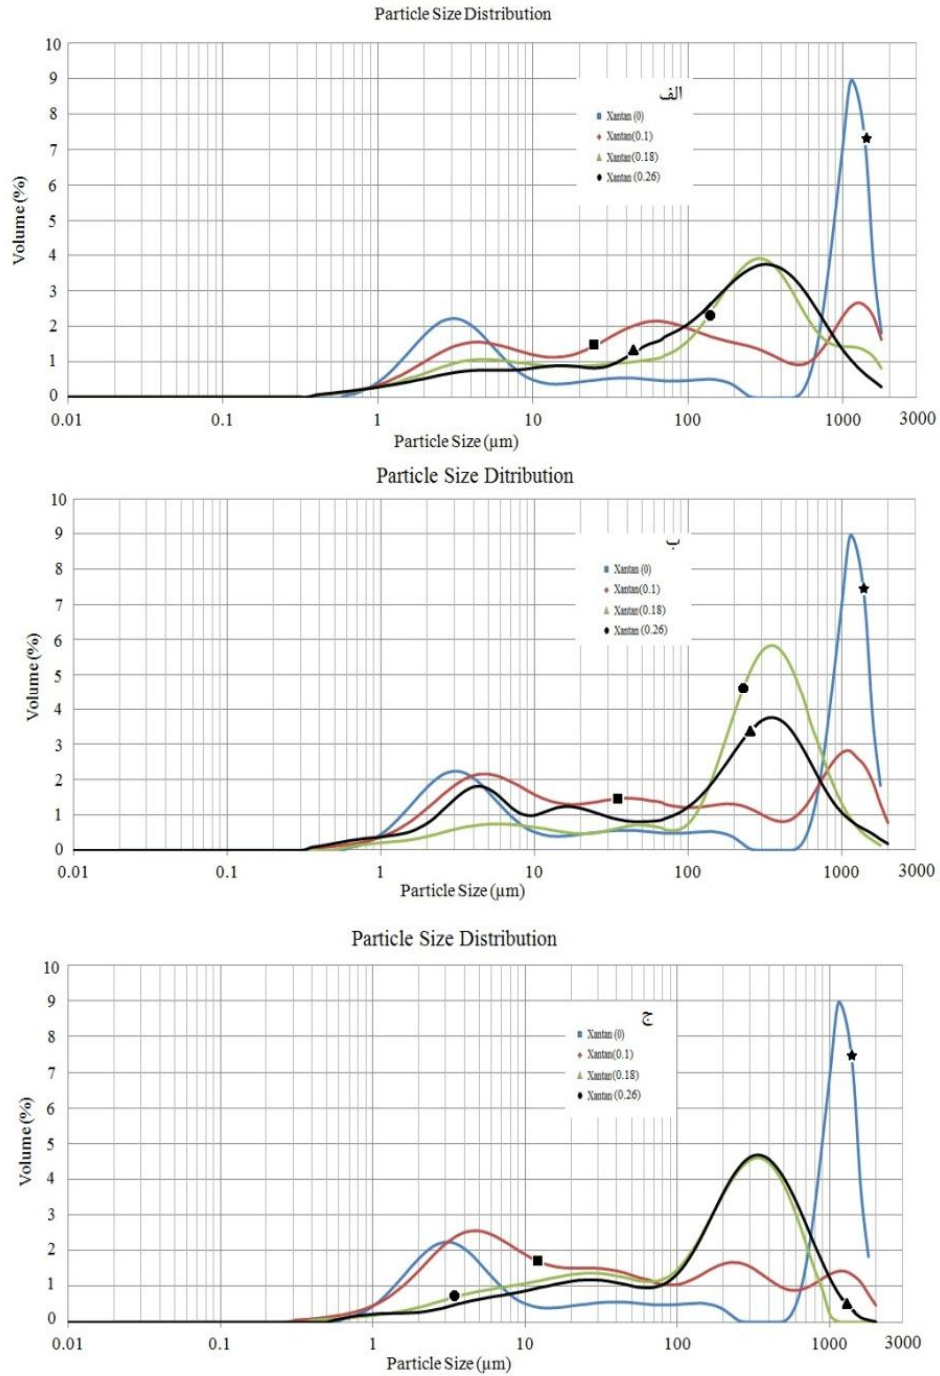 Particle Size Distribution
10
9
8
7
6
5
4
3
2
1
0
Volume (%)
الف
Xantan (0)
Xantan(0.1)
Xantan(0.18)
Xantan (0.26)
0.01 0.1 1 10 100 1000 3000
Particle Size (µm)
Particle Size Ditribution
10
9
8
7
6
5
4
3
2
1
0
Volume (%)
ب
Xantan (0)
Xantan(0.1)
Xantan(0.18)
Xantan (0.26)
0.01 0.1 1 10 100 1000 3000
Particle Size (µm)
Particle Size Distribution
10
9
8
7
6
5
4
3
2
1
0
Volume (%)
ج
Xantan (0)
Xantan(0.1)
Xantan(0.18)
Xantan (0.26)
0.01 0.1 1 10 100 1000 3000
Particle Size (µm)